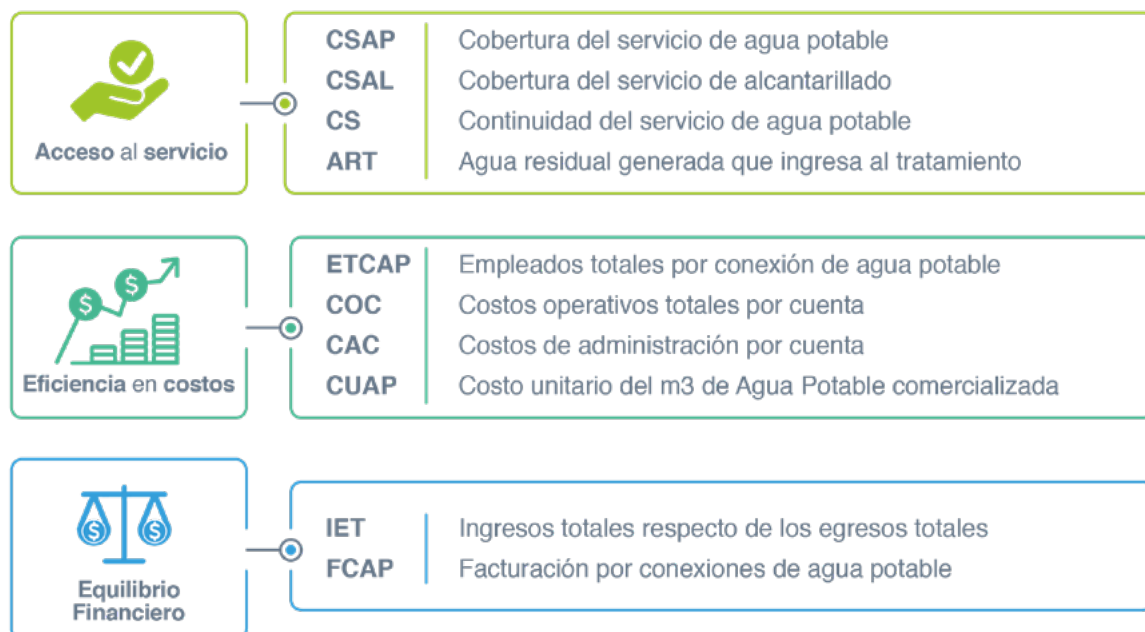 Acceso al servicio
CSAP Cobertura del servicio de agua potable
CSAL Cobertura del servicio de alcantarillado
CS Continuidad del servicio de agua potable
ART Agua residual generada que ingresa al tratamiento
$ $
Eficiencia en costos
ETCAP Empleados totales por conexión de agua potable
COC Costos operativos totales por cuenta
CAC Costos de administración por cuenta
CUAP Costo unitario del m3 de Agua Potable comercializada
$ $
Equilibrio
Financiero
IET Ingresos totales respecto de los egresos totales
FCAP Facturación por conexiones de agua potable